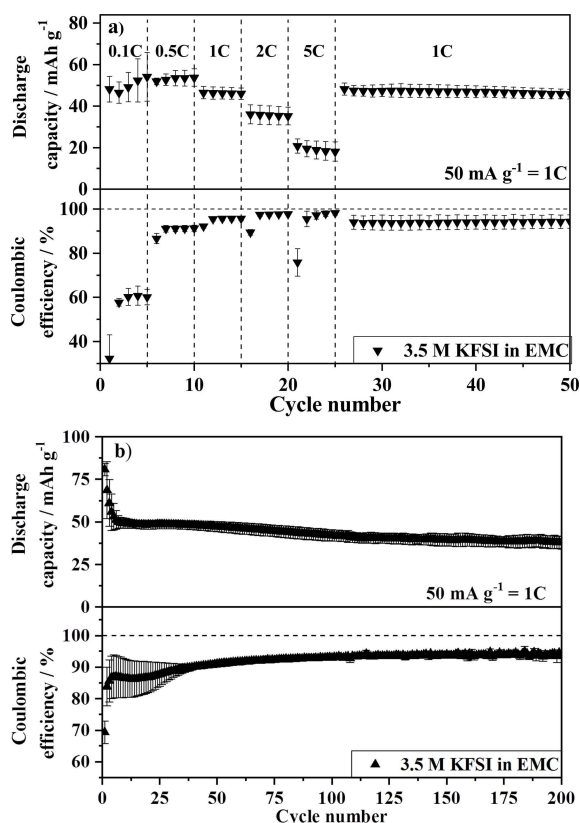 a)
0.1C 0.5C 1C 2C 5C 1C
80
60
40
20
0
Discharge
capacity / mAh g-1
50 mA g-1 = 1C
100
80
60
40
Coulombic
efficiency / %
3.5 M KFSI in EMC
0 10 20 30 40 50
Cycle number
b)
100
75
50
25
0
Discharge
capacity / mAh g-1
50 mA g-1 = 1C
100
90
80
70
60
Coulombic
efficiency / %
3.5 M KFSI in EMC
0 25 50 75 100 125 150 175 200
Cycle number